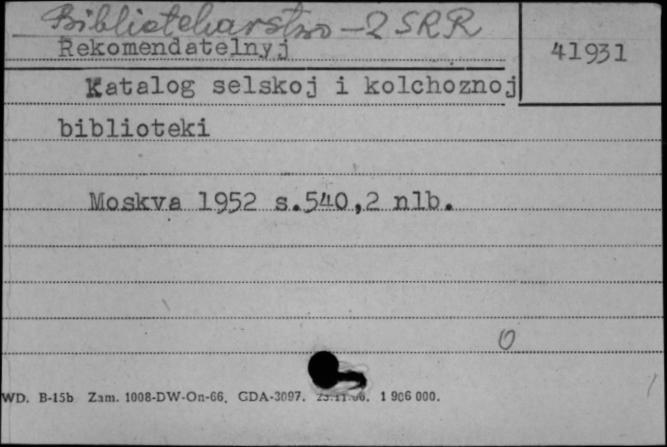 Bibliotekarstwo - ZSRR
Rekomendatelnyj
41931
Katalog selskoj i kolchoznoj
biblioteki
Moskva 1952 s.540,2 nlb.
0
WD. B-15b Zam. 1008-DW-On-66. GDA-3097. 1 906 000.